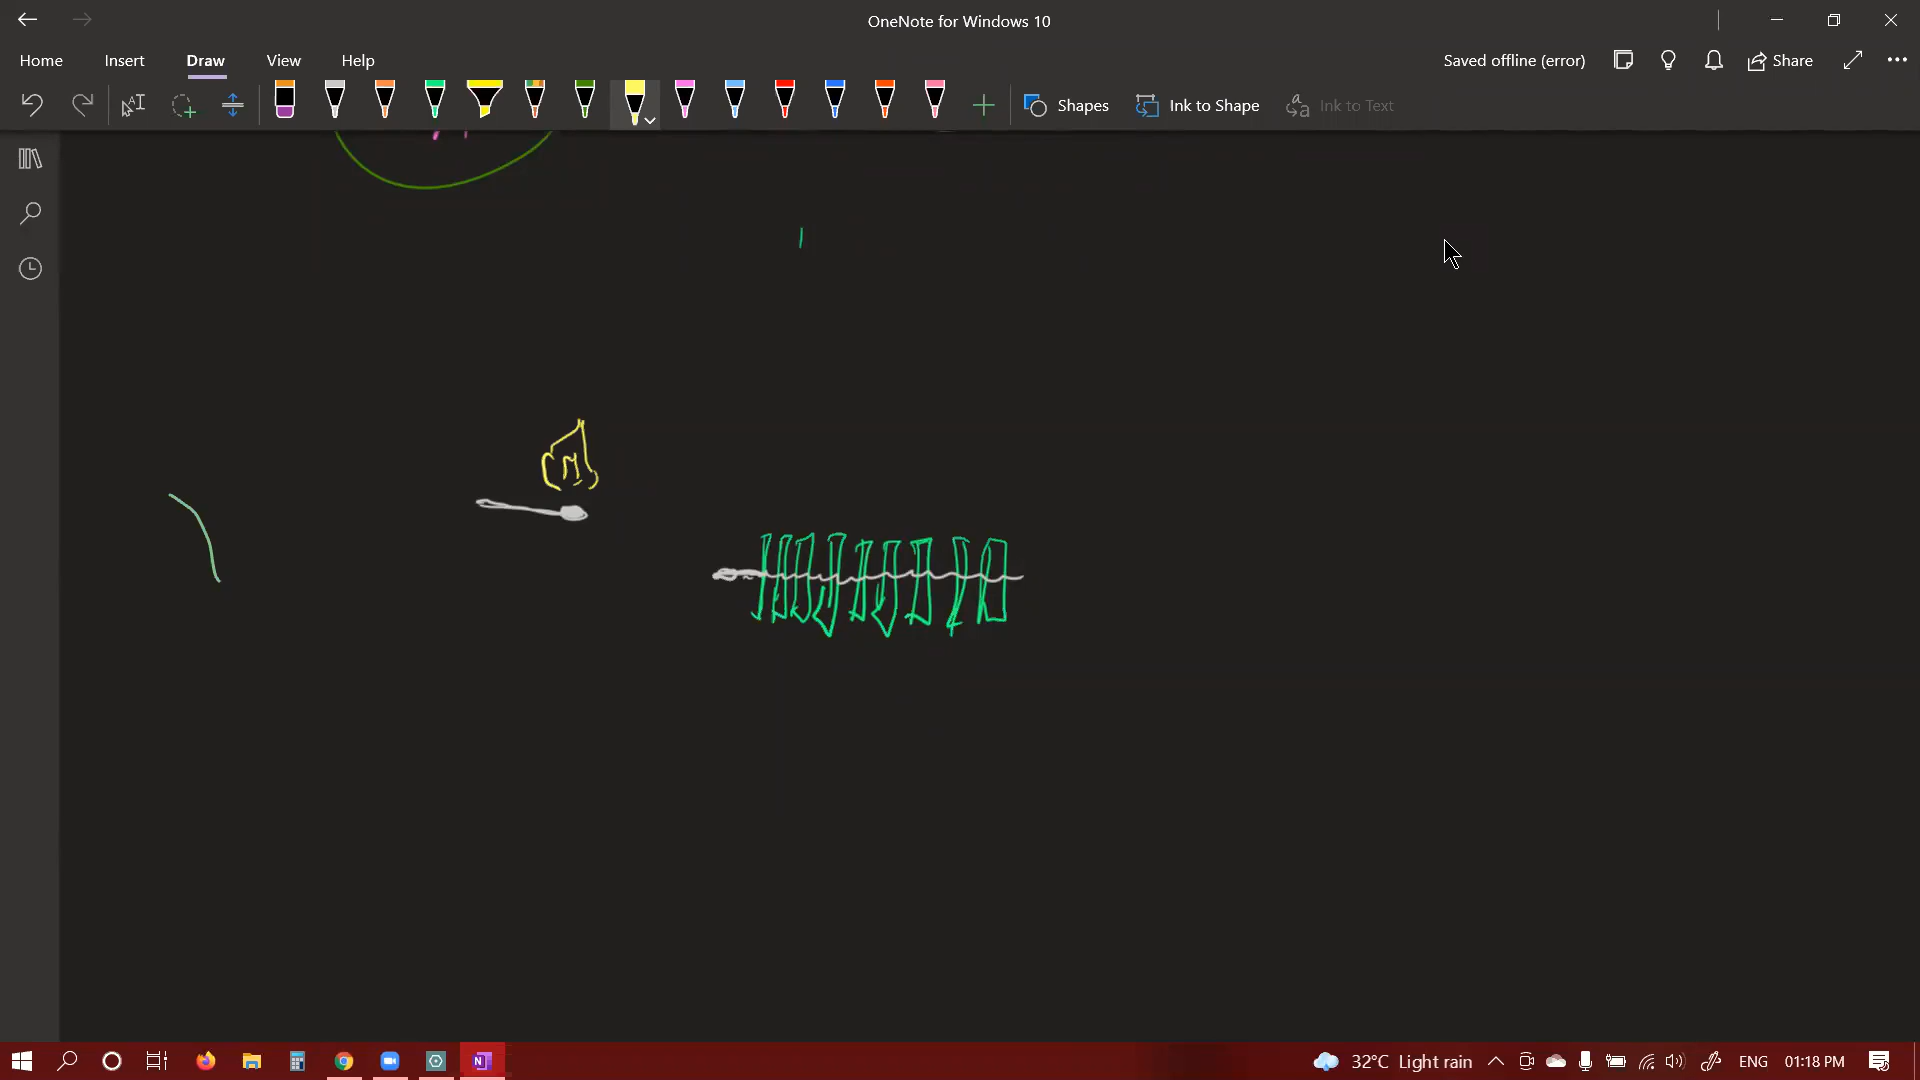 OneNote for Windows 10
Home Insert Draw View Help
Saved offline (error) Share
Shapes Ink to Shape Ink to Text
M
32°C Light rain ENG 01:18 PM